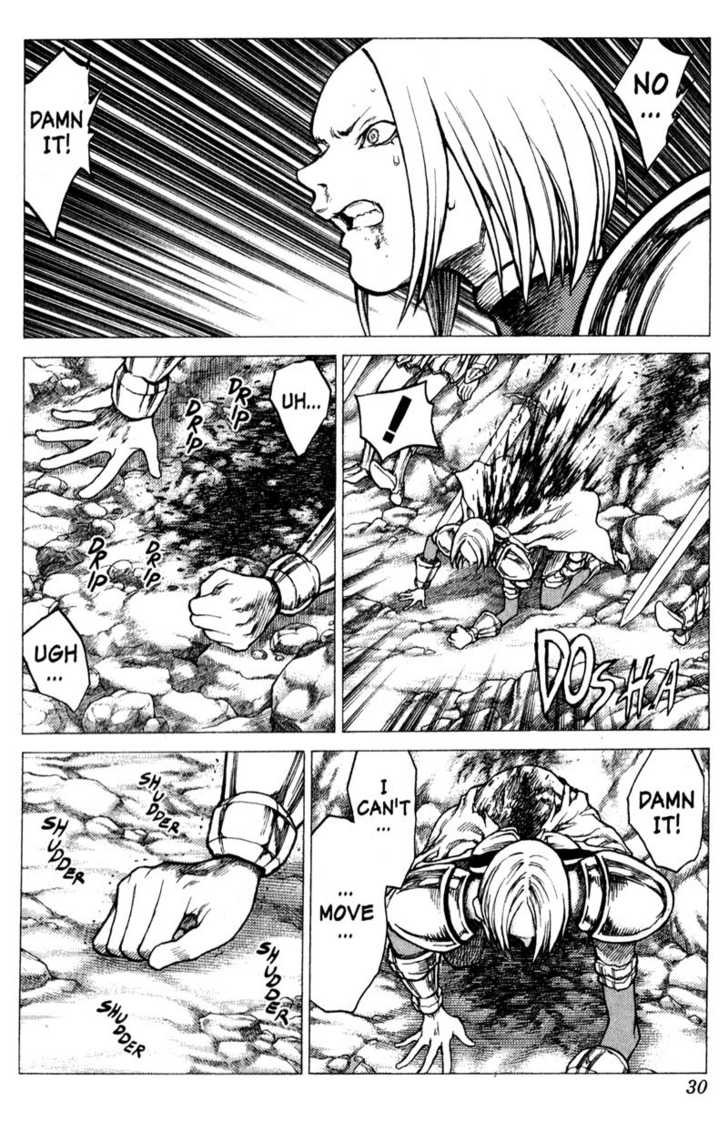 NO
...
DAMN
IT!
!
DOSHA
UH...
DRIP
DRIP
DRIP
DRIP
UGH
...
DAMN
IT!
I
CAN'T
...
...
MOVE
...
SHUDDER
SHUDDER
SHUDDER
SHUDDER
30